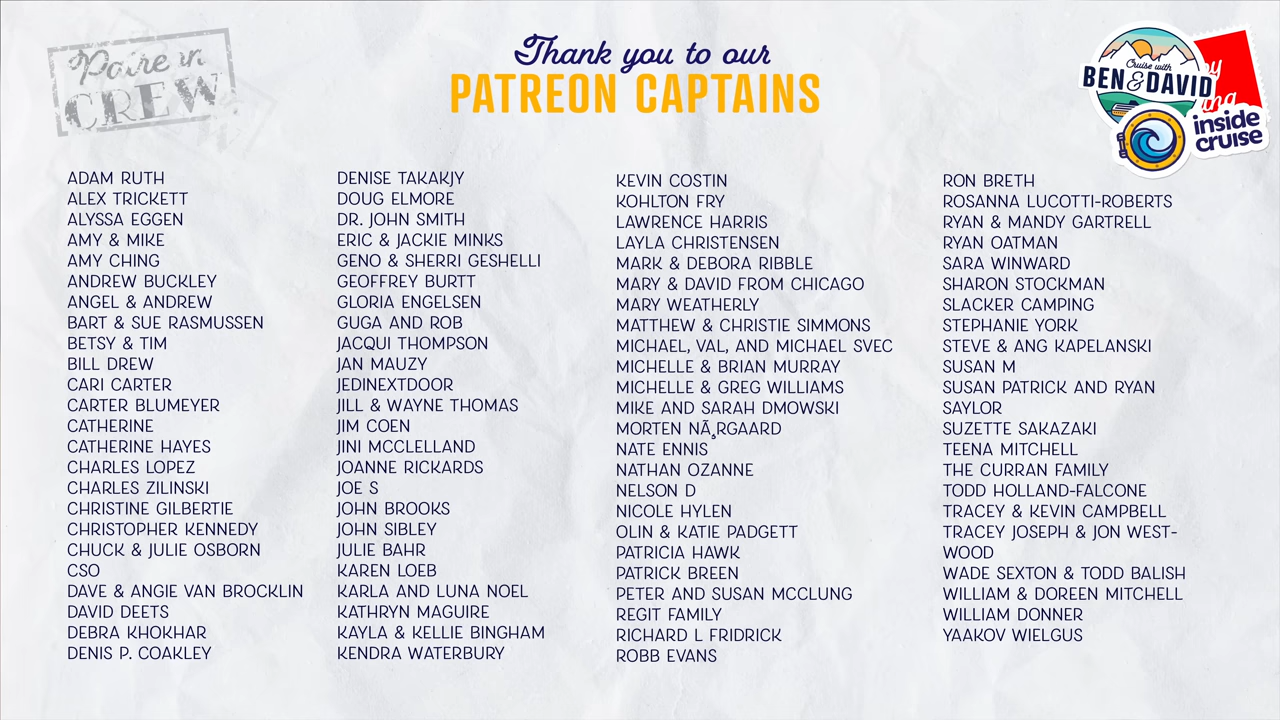 Thank you to our
PATREON CAPTAINS
CREW
Cruise with
BEN & DAVID
inside
cruise
ADAM RUTH
ALEX TRICKETT
ALYSSA EGGEN
AMY & MIKE
AMY CHING
ANDREW BUCKLEY
ANGEL & ANDREW
BART & SUE RASMUSSEN
BETSY & TIM
BILL DREW
CARI CARTER
CARTER BLUMEYER
CATHERINE
CATHERINE HAYES
CHARLES LOPEZ
CHARLES ZILINSKI
CHRISTINE GILBERTIE
CHRISTOPHER KENNEDY
CHUCK & JULIE OSBORN
CSO
DAVE & ANGIE VAN BROCKLIN
DAVID DEETS
DEBRA KHOKHAR
DENIS P. COAKLEY
DENISE TAKAKJY
DOUG ELMORE
DR. JOHN SMITH
ERIC & JACKIE MINKS
GENO & SHERRI GESHELLI
GEOFFREY BURTT
GLORIA ENGELSEN
GUGA AND ROB
JACQUI THOMPSON
JAN MAUZY
JEDINEXTDOOR
JILL & WAYNE THOMAS
JIM COEN
JINI MCCLELLAND
JOANNE RICKARDS
JOE S
JOHN BROOKS
JOHN SIBLEY
JULIE BAHR
KAREN LOEB
KARLA AND LUNA NOEL
KATHRYN MAGUIRE
KAYLA & KELLIE BINGHAM
KENDRA WATERBURY
KEVIN COSTIN
KOHLTON FRY
LAWRENCE HARRIS
LAYLA CHRISTENSEN
MARK & DEBORA RIBBLE
MARY & DAVID FROM CHICAGO
MARY WEATHERLY
MATTHEW & CHRISTIE SIMMONS
MICHAEL, VAL, AND MICHAEL SVEC
MICHELLE & BRIAN MURRAY
MICHELLE & GREG WILLIAMS
MIKE AND SARAH DMOWSKI
MORTEN NÃ¸RGAARD
NATE ENNIS
NATHAN OZANNE
NELSON D
NICOLE HYLEN
OLIN & KATIE PADGETT
PATRICIA HAWK
PATRICK BREEN
PETER AND SUSAN MCCLUNG
REGIT FAMILY
RICHARD L FRIDRICK
ROBB EVANS
RON BRETH
ROSANNA LUCOTTI-ROBERTS
RYAN & MANDY GARTRELL
RYAN OATMAN
SARA WINWARD
SHARON STOCKMAN
SLACKER CAMPING
STEPHANIE YORK
STEVE & ANG KAPELANSKI
SUSAN M
SUSAN PATRICK AND RYAN
SAYLOR
SUZETTE SAKAZAKI
TEENA MITCHELL
THE CURRAN FAMILY
TODD HOLLAND-FALCONE
TRACEY & KEVIN CAMPBELL
TRACEY JOSEPH & JON WEST-
WOOD
WADE SEXTON & TODD BALISH
WILLIAM & DOREEN MITCHELL
WILLIAM DONNER
YAAKOV WIELGUS